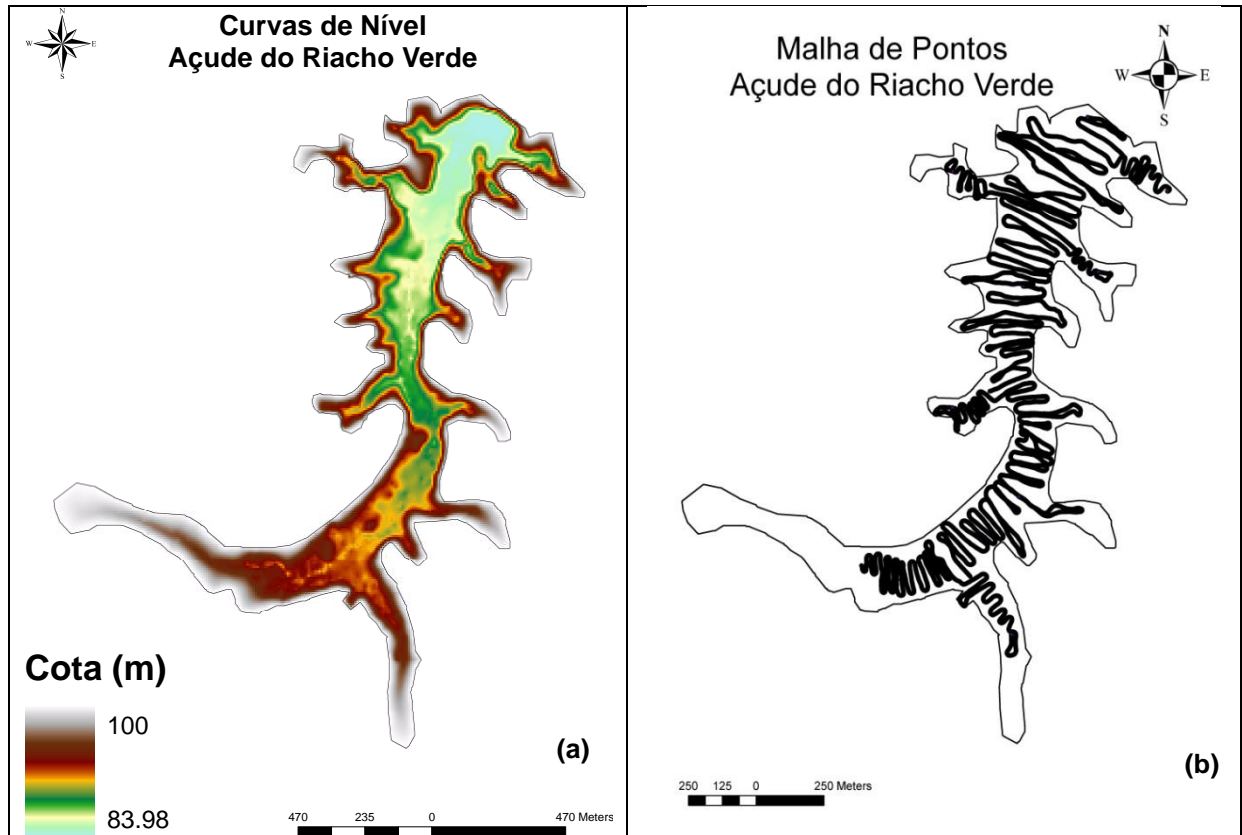 Curvas de Nível
Açude do Riacho Verde
N
W E
S
Cota (m)
100
83.98
(a)
470 235 0 470 Meters
Malha de Pontos
Açude do Riacho Verde
N
W E
S
250 125 0 250 Meters
(b)